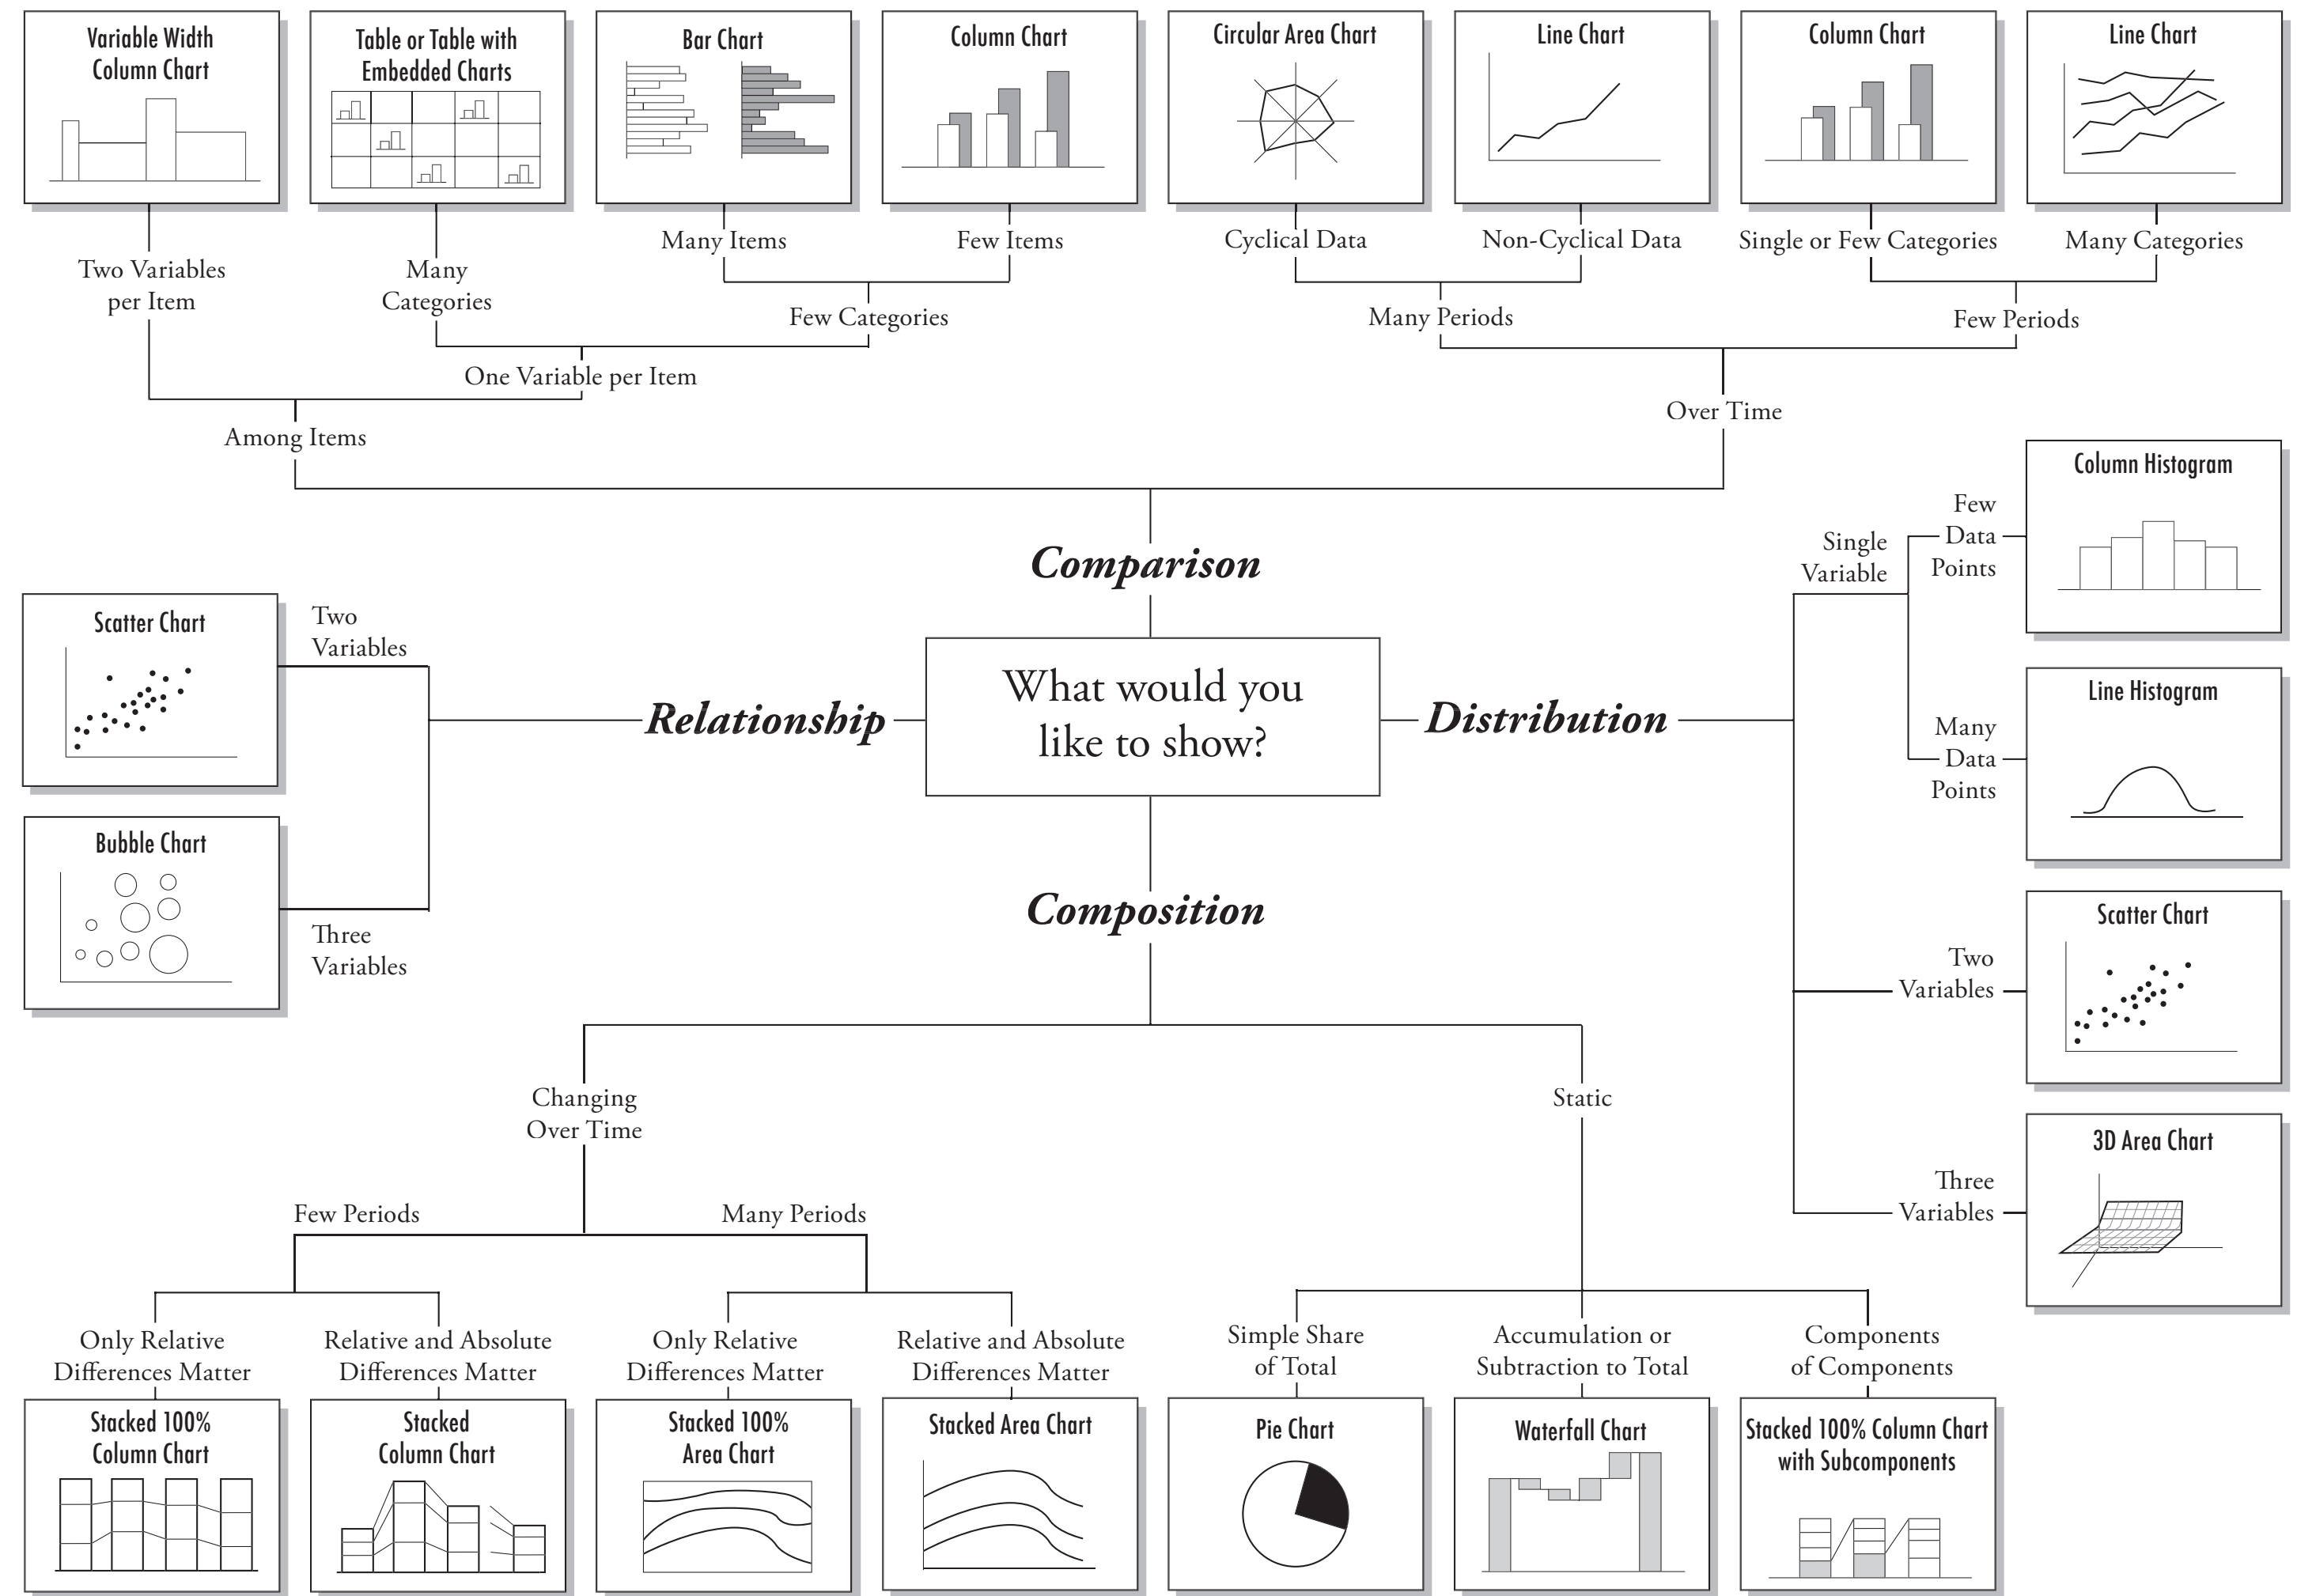 Variable Width
Column Chart
Table or Table with
Embedded Charts
Bar Chart
Column Chart
Circular Area Chart
Line Chart
Column Chart
Line Chart
Two Variables
per Item
Many
Categories
Many Items
Few Items
Cyclical Data
Non-Cyclical Data
Single or Few Categories
Many Categories
Few Categories
Many Periods
Few Periods
One Variable per Item
Among Items
Over Time
Comparison
What would you
like to show?
Relationship
Two
Variables
Scatter Chart
Three
Variables
Bubble Chart
Distribution
Single
Variable
Few
Data
Points
Column Histogram
Many
Data
Points
Line Histogram
Two
Variables
Scatter Chart
Three
Variables
3D Area Chart
Composition
Changing
Over Time
Static
Few Periods
Many Periods
Only Relative
Differences Matter
Relative and Absolute
Differences Matter
Only Relative
Differences Matter
Relative and Absolute
Differences Matter
Simple Share
of Total
Accumulation or
Subtraction to Total
Components
of Components
Stacked 100%
Column Chart
Stacked
Column Chart
Stacked 100%
Area Chart
Stacked Area Chart
Pie Chart
Waterfall Chart
Stacked 100% Column Chart
with Subcomponents